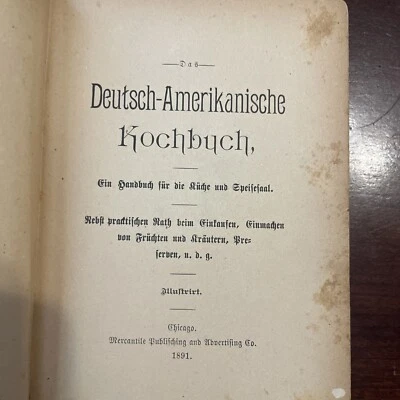 Das
Deutsch-Amerikanische
Kochbuch,
Ein Handbuch für die Küche und Speisesaal.
Nebst practischen Rath beim Einkaufen, Einmachen
von Früchten und Kräutern, Pre-
serven, u. d. g.
Illustrirt.
Chicago.
Mercantile Publisching and Advertising Co.
1891.